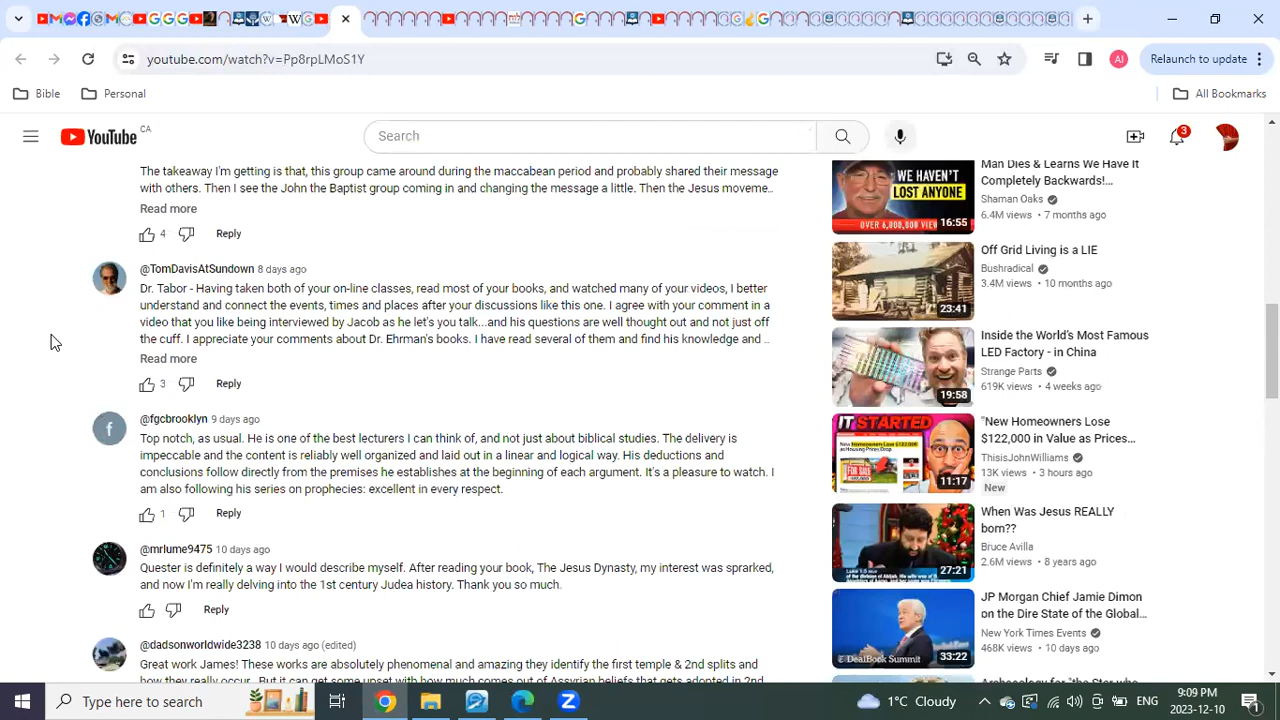 youtube.com/watch?v=Pp8rpLMoS1Y
AI
Relaunch to update
Bible
Personal
All Bookmarks
YouTube CA
Search
3
The takeaway I'm getting is that, this group came around during the maccabean period and probably shared their message
with others. Then I see the John the Baptist group coming in and changing the message a little. Then the Jesus moveme...
Read more
Reply
@TomDavisAtSundown 8 days ago
Dr. Tabor - Having taken both of your on-line classes, read most of your books, and watched many of your videos, I better
understand and combine events, times and places after your discussions like this one. I agree with your comment in a
video that you like being interviewed by Jacob as he let's you talk...and his questions are well thought out and not just off
the cuff. I appreciate your comments about Dr. Ehrman's books. I have read several of them and find his knowledge and ...
Read more
3
Reply
@fgcbrooklyn 9 days ago
Top notch, as usual. He is one of the best lecturers I can think of, and not just about biblical studies. The delivery is
impeccable and the content is reliably well organized and laid out in a linear and logical way. His deductions and
conclusions follow directly from the premises he establishes at the beginning of each argument. It's a pleasure to watch. I
am also following his series on prophecies: excellent in every respect.
1
Reply
@mrlume9475 10 days ago
Quester is definitely a way I would describe myself. After reading your book, The Jesus Dynasty, my interest was sprarked,
and now I'm really delving into the 1st century Judea history. Thank you so much.
Reply
@dadsonworldwide3238 10 days ago (edited)
Great work James! These works are absolutely phenomenal and amazing they identify the first temple & 2nd splits and
WE HAVEN'T
LOST ANYONE
16:55
Man Dies & Learns We Have It
Completely Backwards!...
Shaman Oaks
6.4M views • 7 months ago
23:41
Off Grid Living is a LIE
Bushradical
3.4M views • 10 months ago
19:58
Inside the World's Most Famous
LED Factory - in China
Strange Parts
619K views • 4 weeks ago
IT STARTED
11:17
"New Homeowners Lose
$122,000 in Value as Prices...
ThisisJohnWilliams
13K views • 3 hours ago
New
27:21
When Was Jesus REALLY
born??
Bruce Avilla
2.6M views • 8 years ago
DealBook Summit
33:22
JP Morgan Chief Jamie Dimon
on the Dire State of the Global...
New York Times Events
468K views • 10 days ago
Type here to search
1°C Cloudy
ENG
9:09 PM
2023-12-10
1